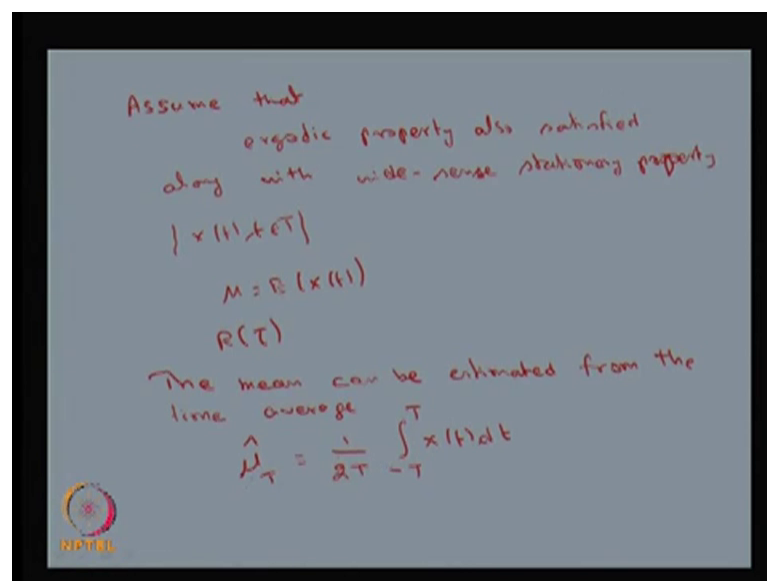 Assume that
ergodic property also satisfied
along with wide-sense stationary property
{x(t), t∈T}
μ = E(x(t))
R(τ)
The mean can be estimated from the
time average
μ̂_T = 1/2T ∫_{-T}^{T} x(t)dt
NPTEL